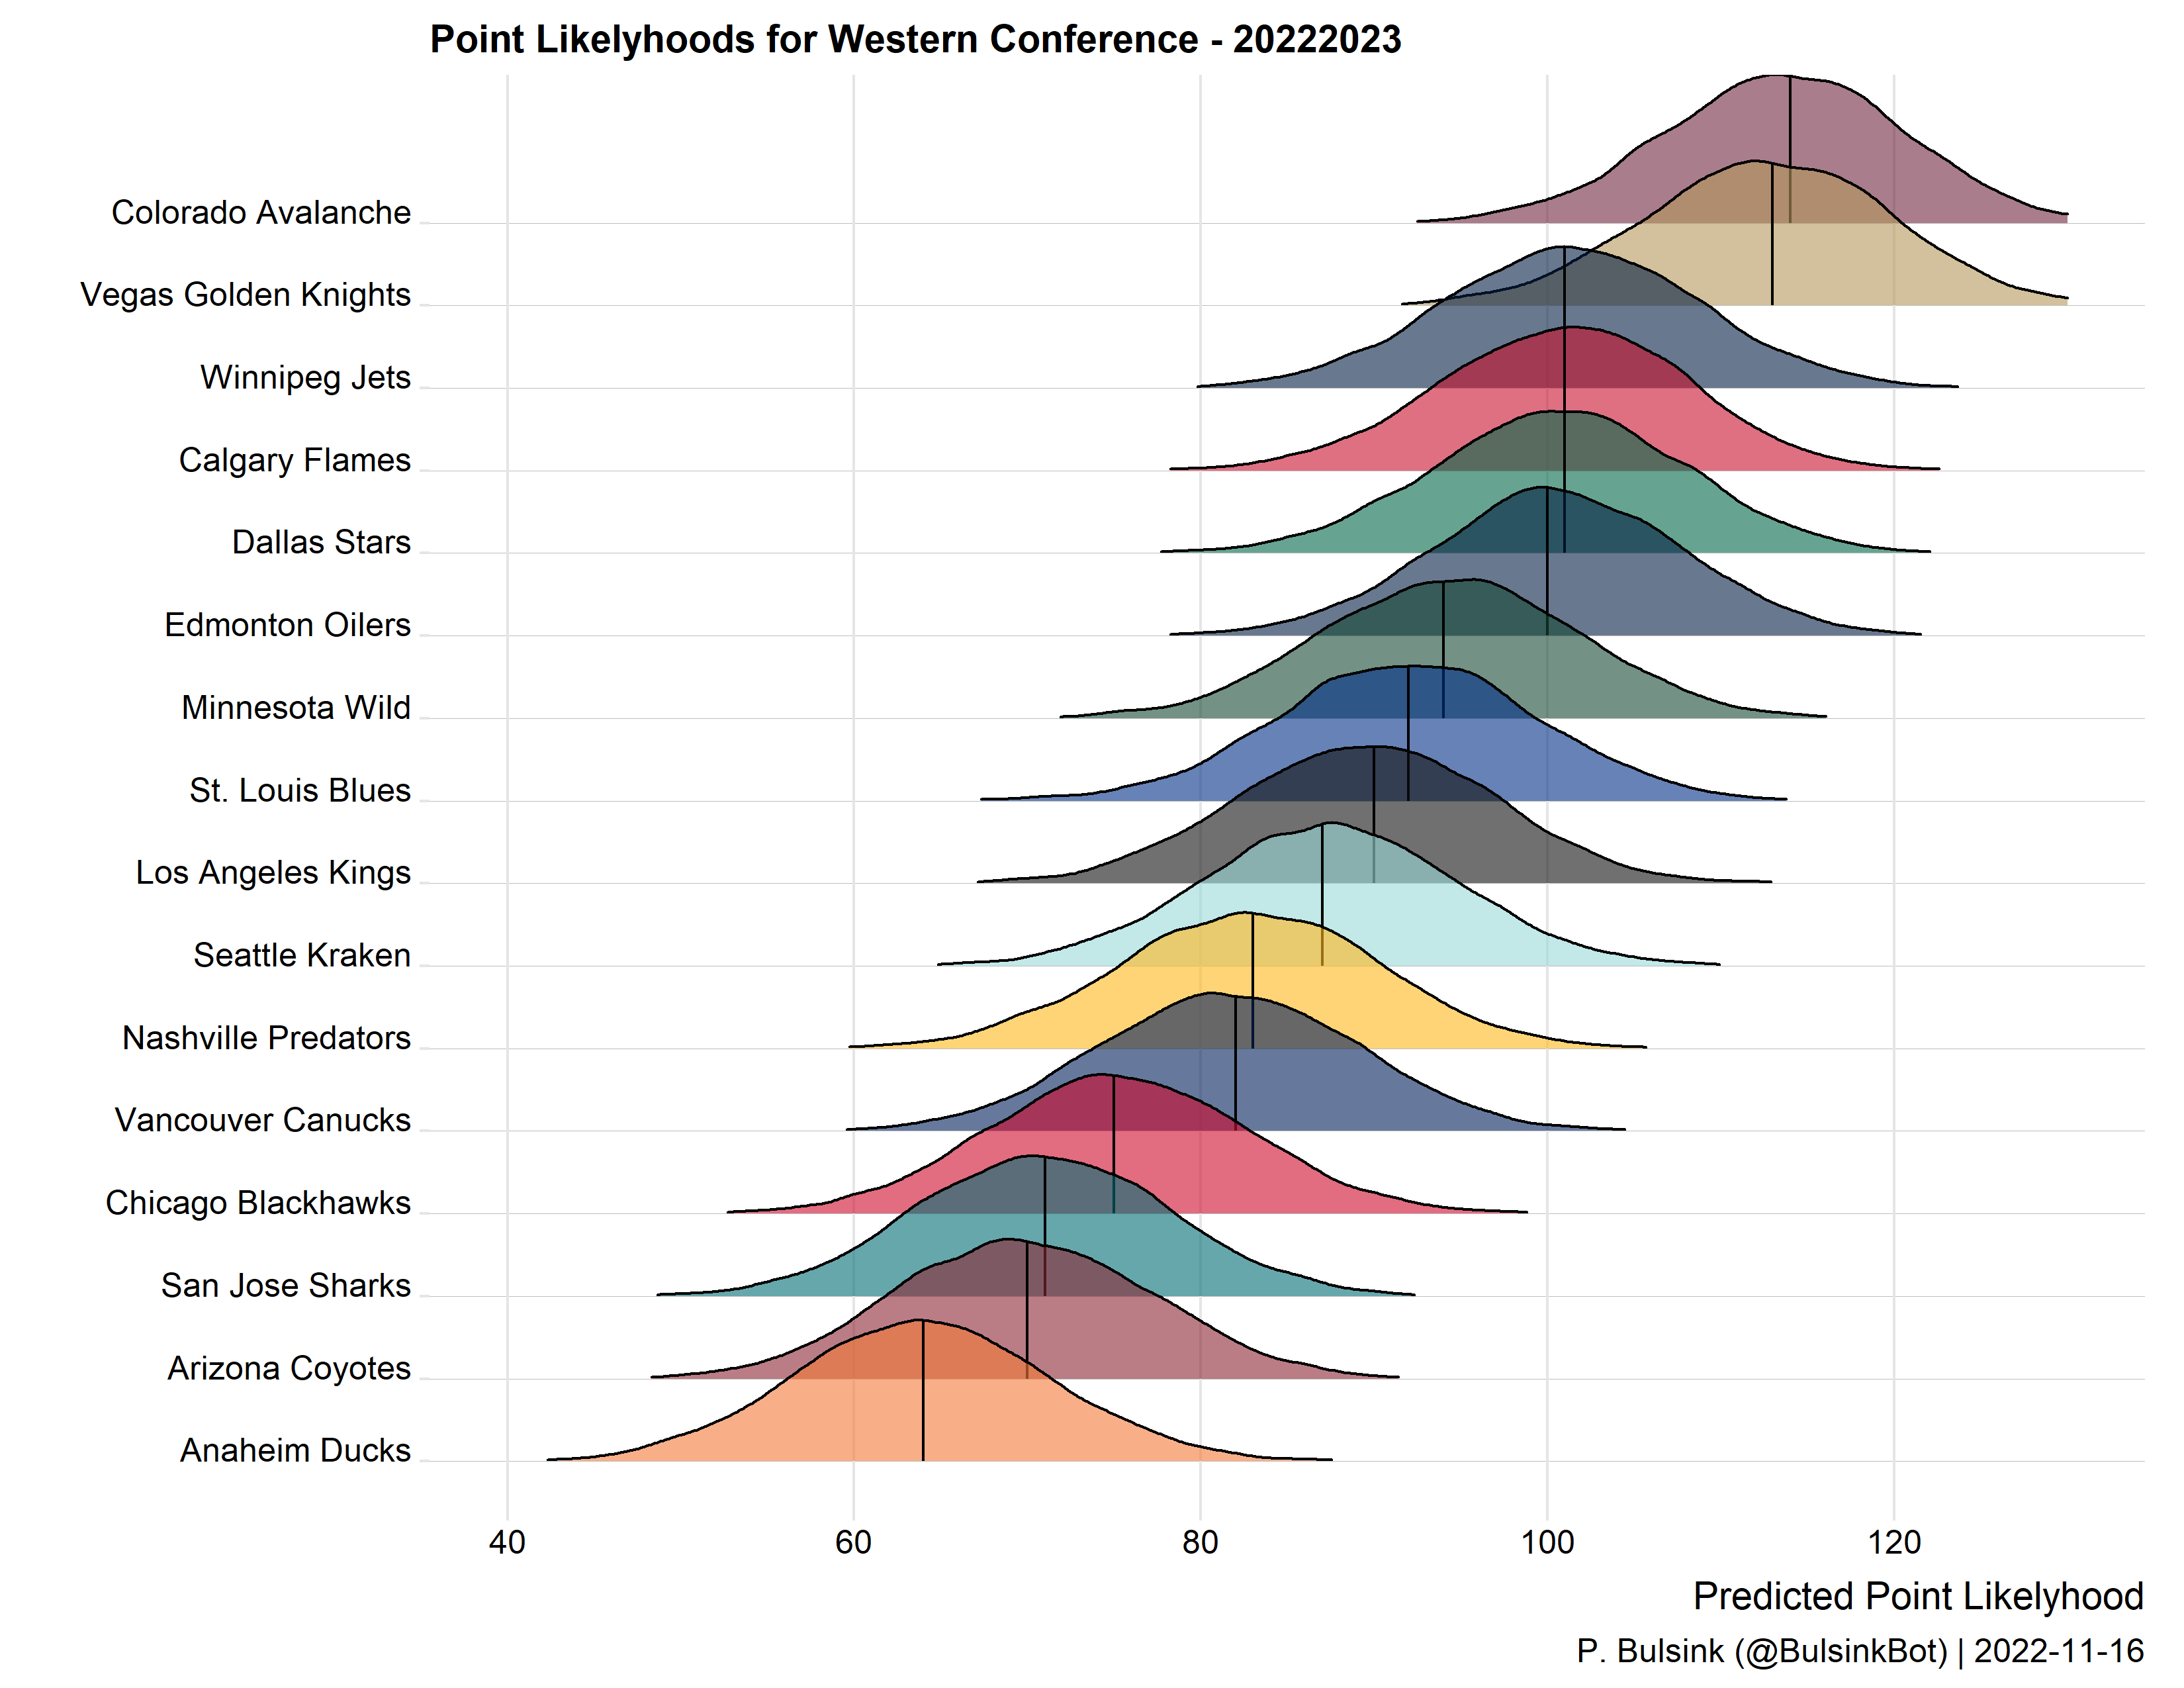 Point Likelyhoods for Western Conference - 20222023
Colorado Avalanche
Vegas Golden Knights
Winnipeg Jets
Calgary Flames
Dallas Stars
Edmonton Oilers
Minnesota Wild
St. Louis Blues
Los Angeles Kings
Seattle Kraken
Nashville Predators
Vancouver Canucks
Chicago Blackhawks
San Jose Sharks
Arizona Coyotes
Anaheim Ducks
40 60 80 100 120
Predicted Point Likelyhood
P. Bulsink (@BulsinkBot) | 2022-11-16